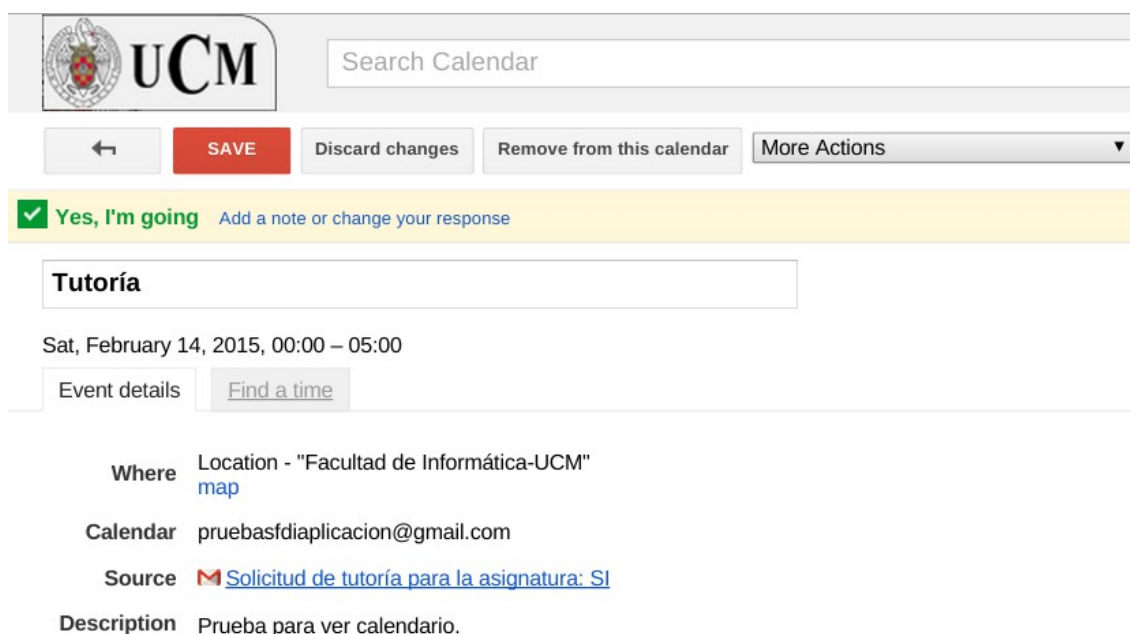 UCM
Search Calendar
SAVE Discard changes Remove from this calendar More Actions
Yes, I'm going Add a note or change your response
Tutoría
Sat, February 14, 2015, 00:00 – 05:00
Event details Find a time
Where Location - "Facultad de Informática-UCM"
map
Calendar pruebasfdiaplicacion@gmail.com
Source Solicitud de tutoría para la asignatura: SI
Description Prueba para ver calendario.